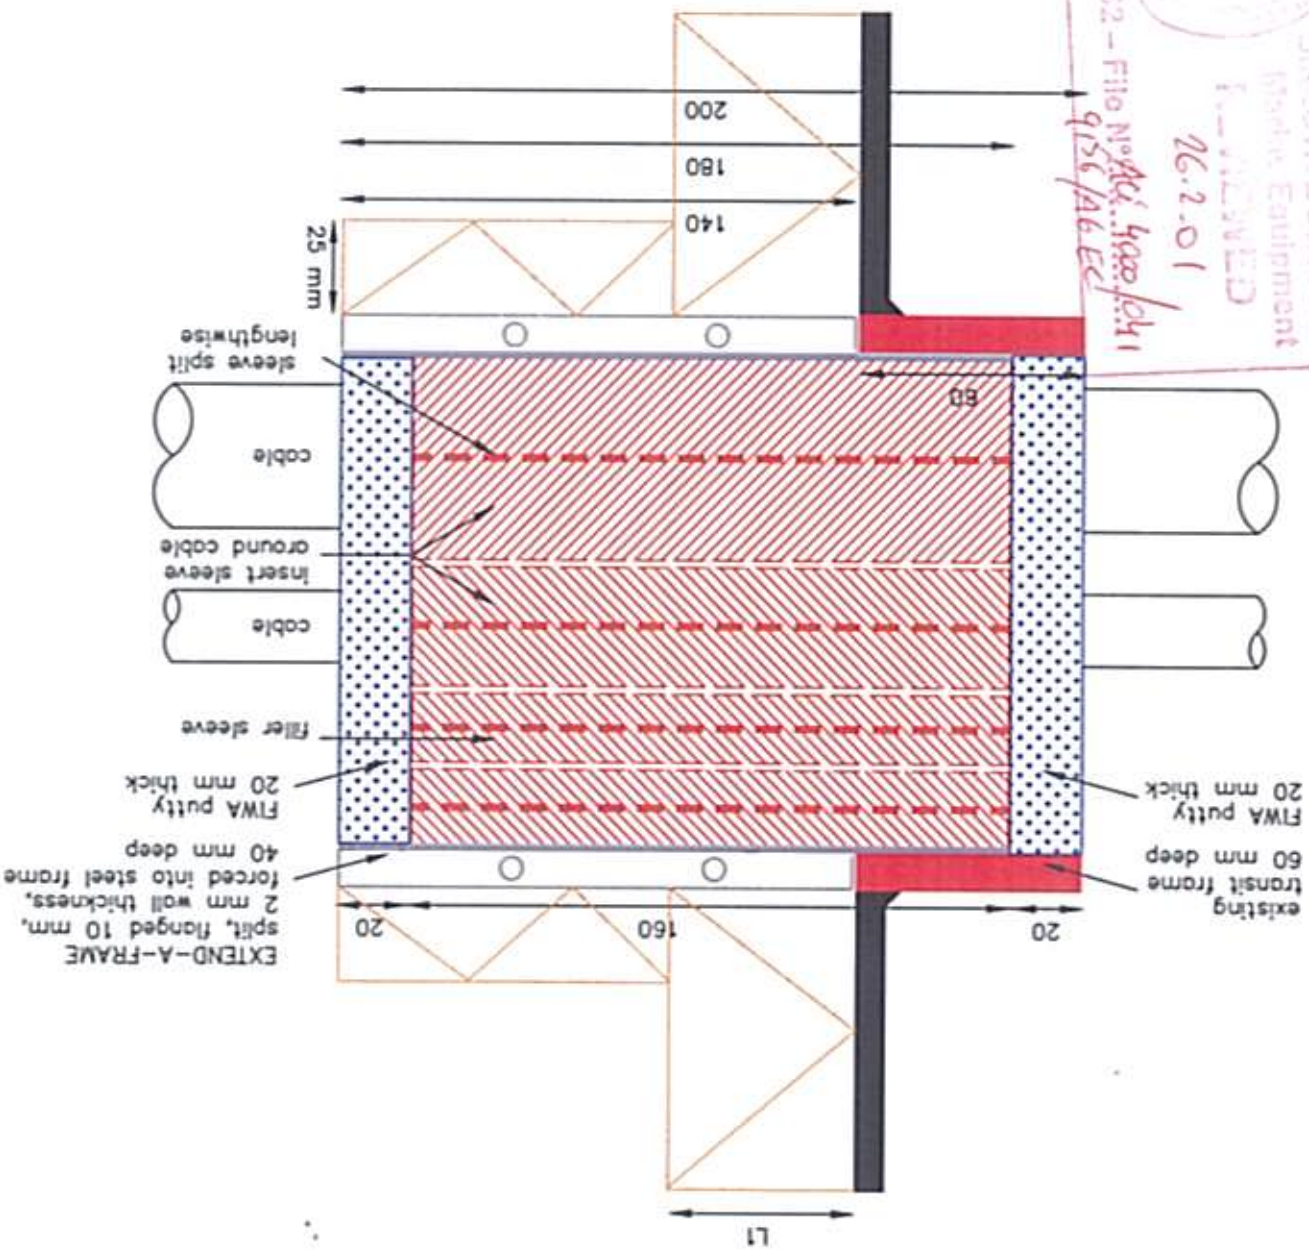 L1
EXTEND-A-FRAME
split, flanged 10 mm,
2 mm wall thickness,
forced into steel frame
40 mm deep
20
160
20
existing
transit frame
60 mm deep
FIWA putty
20 mm thick
FIWA putty
20 mm thick
filler sleeve
cable
insert sleeve
around cable
cable
sleeve split
lengthwise
60
25 mm
140
180
200
Equipment
26.2.01
File N°